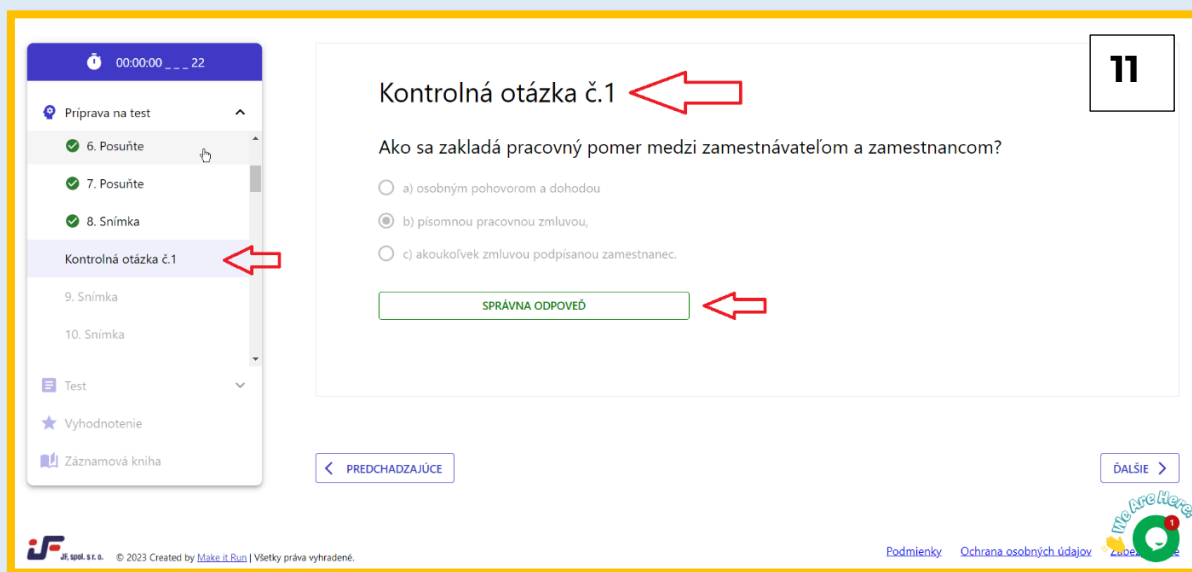 00:00:00 _ _ _ 22
Príprava na test
6. Posuňte
7. Posuňte
8. Snímka
Kontrolná otázka č.1
9. Snímka
10. Snímka
Test
Vyhodnotenie
Záznamová kniha
11
Kontrolná otázka č.1
Ako sa zakladá pracovný pomer medzi zamestnávateľom a zamestnancom?
a) osobným pohovorom a dohodou
b) písomnou pracovnou zmluvou,
c) akoukoľvek zmluvou podpísanou zamestnanec.
SPRÁVNA ODPOVEĎ
PREDCHADZAJÚCE
ĎALŠIE
We Are Here!
1
JF, spol. s r. o. © 2023 Created by Make it Run | Všetky práva vyhradené.
Podmienky Ochrana osobných údajov